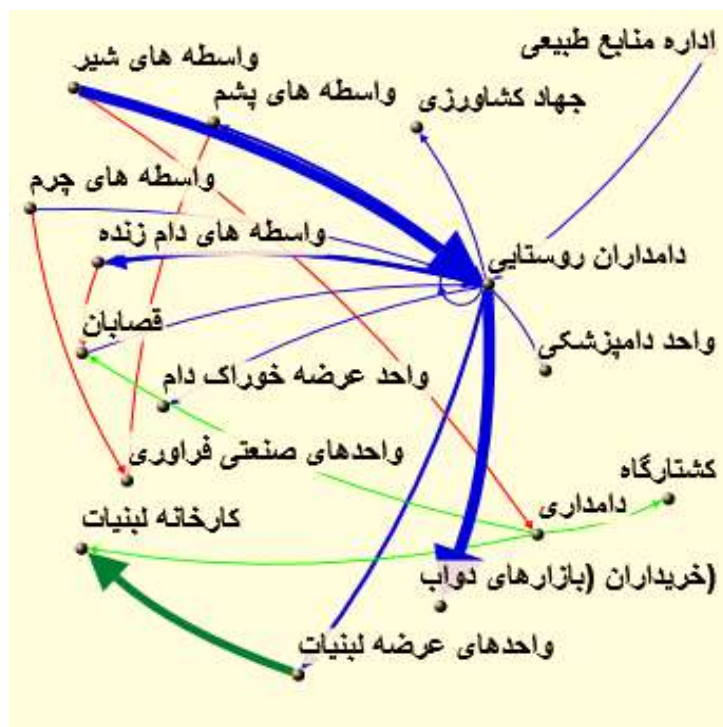 اداره منابع طبیعی
واسطه های شیر
واسطه های پشم
جهاد کشاورزی
واسطه های چرم
واسطه های دام زنده
دامداران روستایی
قصابان
واحد دامپزشکی
واحد عرضه خوراک دام
واحدهای صنعتی فراوری
کشتارگاه
دامداری
کارخانه لبنیات
خریداران (بازارهای دواب)
واحدهای عرضه لبنیات